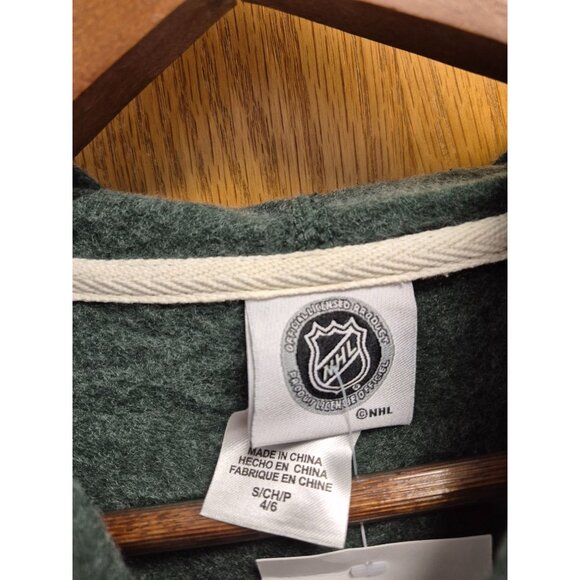 OFFICIAL LICENSED PRODUCT
NHL
PRODUIT LICENCIE OFFICIEL
©NHL
MADE IN CHINA
HECHO EN CHINA
FABRIQUE EN CHINE
S/CH/P
4/6